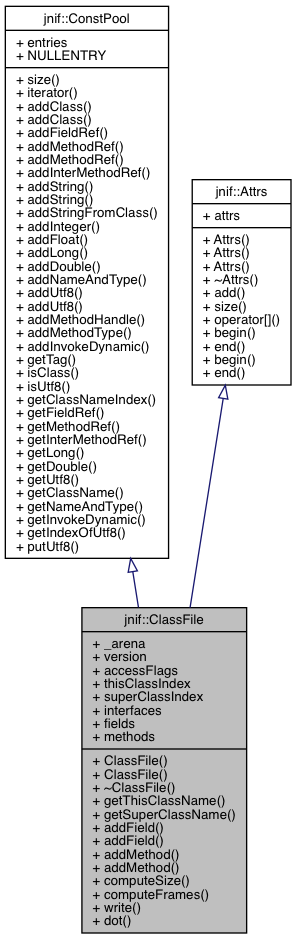 jnif::ConstPool
+ entries
+ NULLENTRY
+ size()
+ iterator()
+ addClass()
+ addClass()
+ addFieldRef()
+ addMethodRef()
+ addMethodRef()
+ addInterMethodRef()
+ addString()
+ addString()
+ addStringFromClass()
+ addInteger()
+ addFloat()
+ addLong()
+ addDouble()
+ addNameAndType()
+ addUtf8()
+ addUtf8()
+ addMethodHandle()
+ addMethodType()
+ addInvokeDynamic()
+ getTag()
+ isClass()
+ isUtf8()
+ getClassNameIndex()
+ getFieldRef()
+ getMethodRef()
+ getInterMethodRef()
+ getLong()
+ getDouble()
+ getUtf8()
+ getClassName()
+ getNameAndType()
+ getInvokeDynamic()
+ getIndexOfUtf8()
+ putUtf8()
jnif::Attrs
+ attrs
+ Attrs()
+ Attrs()
+ Attrs()
+ ~Attrs()
+ add()
+ size()
+ operator[]()
+ begin()
+ end()
+ begin()
+ end()
jnif::ClassFile
+ _arena
+ version
+ accessFlags
+ thisClassIndex
+ superClassIndex
+ interfaces
+ fields
+ methods
+ ClassFile()
+ ClassFile()
+ ~ClassFile()
+ getThisClassName()
+ getSuperClassName()
+ addField()
+ addField()
+ addMethod()
+ addMethod()
+ computeSize()
+ computeFrames()
+ write()
+ dot()